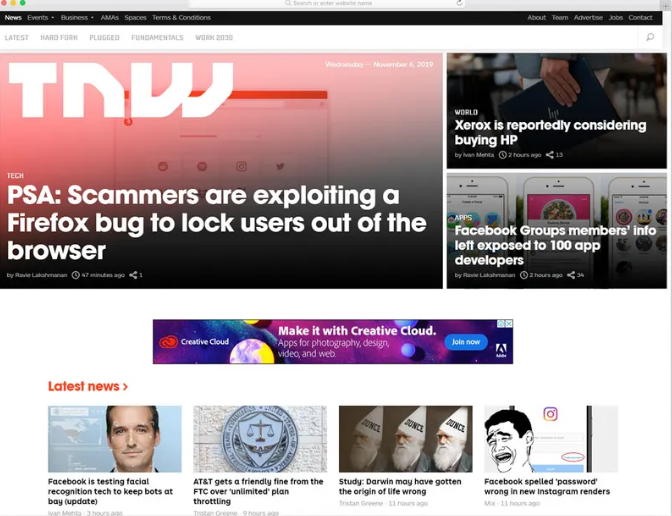 Search or enter website name
News Events Business AMAs Spaces Terms & Conditions About Team Advertise Jobs Contact
LATEST HARD FORK PLUGGED FUNDAMENTALS WORK 2030
TNW
Wednesday — November 6, 2019
TECH
PSA: Scammers are exploiting a
Firefox bug to lock users out of the
browser
by Ravie Lakshmanan 47 minutes ago 1
WORLD
Xerox is reportedly considering
buying HP
by Ivan Mehta 2 hours ago 13
APPS
Facebook Groups members' info
left exposed to 100 app
developers
by Ravie Lakshmanan 2 hours ago 34
Creative Cloud
Make it with Creative Cloud.
Apps for photography, design,
video, and web.
Join now
Adobe
Latest news
DUNCE DUNCE DUNCE
Facebook is testing facial
recognition tech to keep bots at
bay (update)
Ivan Mehta - 3 hours ago
AT&T gets a friendly fine from the
FTC over 'unlimited' plan
throttling
Tristan Greene - 9 hours ago
Study: Darwin may have gotten
the origin of life wrong
Tristan Greene - 11 hours ago
Facebook spelled 'password'
wrong in new Instagram renders
Mix - 11 hours ago